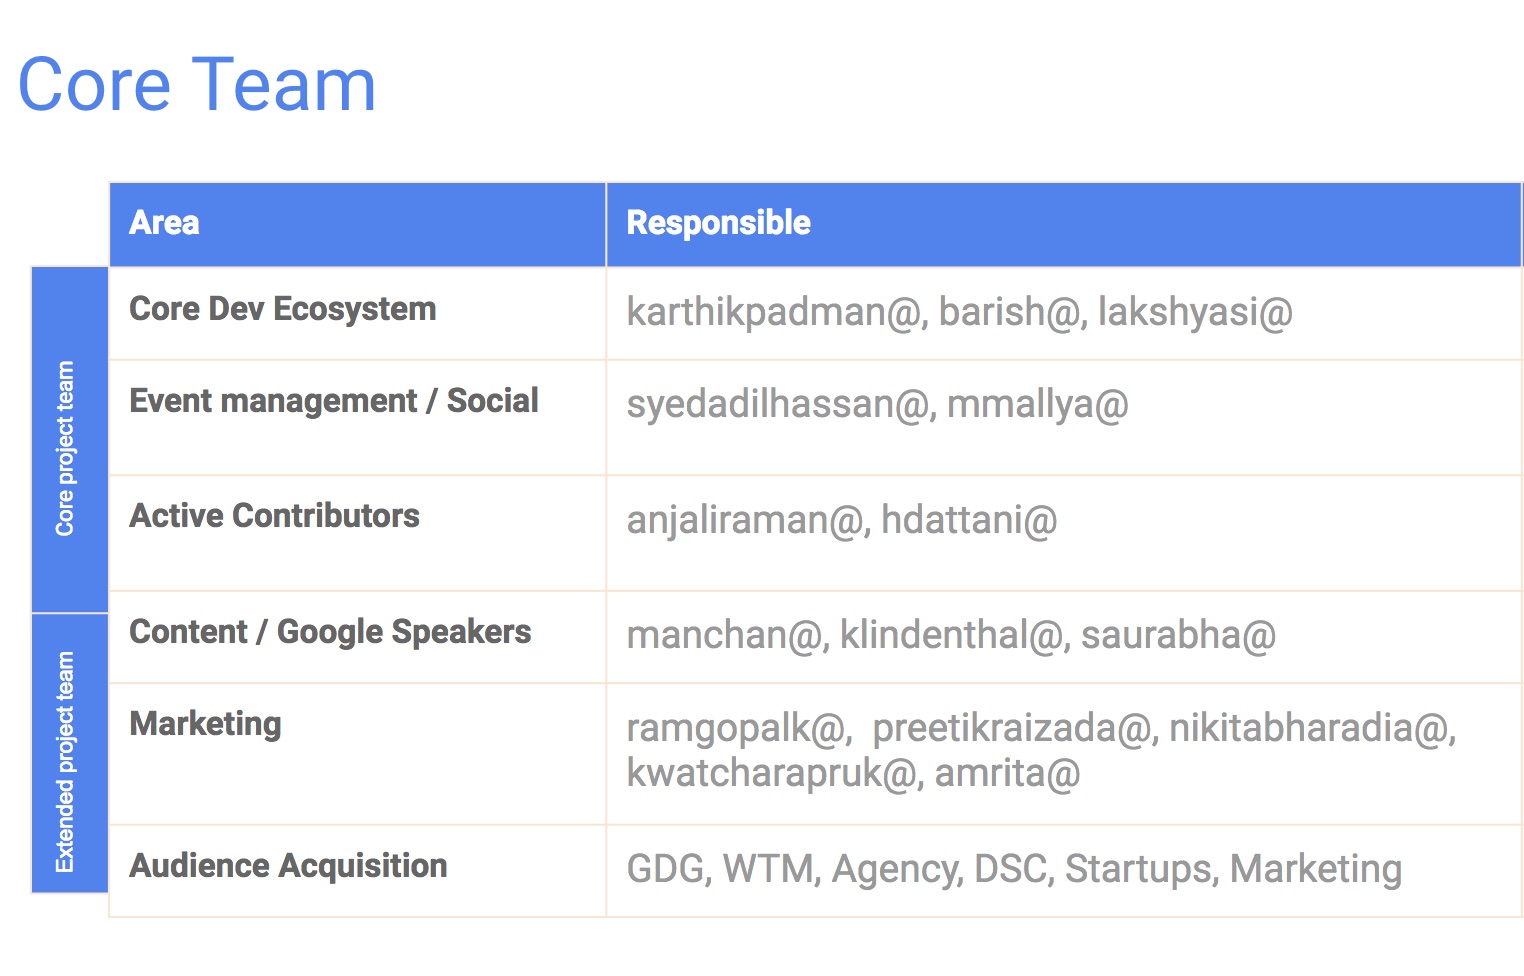 Core Team
Area Responsible
Core project team
Core Dev Ecosystem karthikpadman@, barish@, lakshyasi@
Event management / Social syedadilhassan@, mmallya@
Active Contributors anjaliraman@, hdattani@
Extended project team
Content / Google Speakers manchan@, klindenthal@, saurabha@
Marketing ramgopalk@,  preetikraizada@, nikitabharadia@,
kwatcharapruk@, amrita@
Audience Acquisition GDG, WTM, Agency, DSC, Startups, Marketing